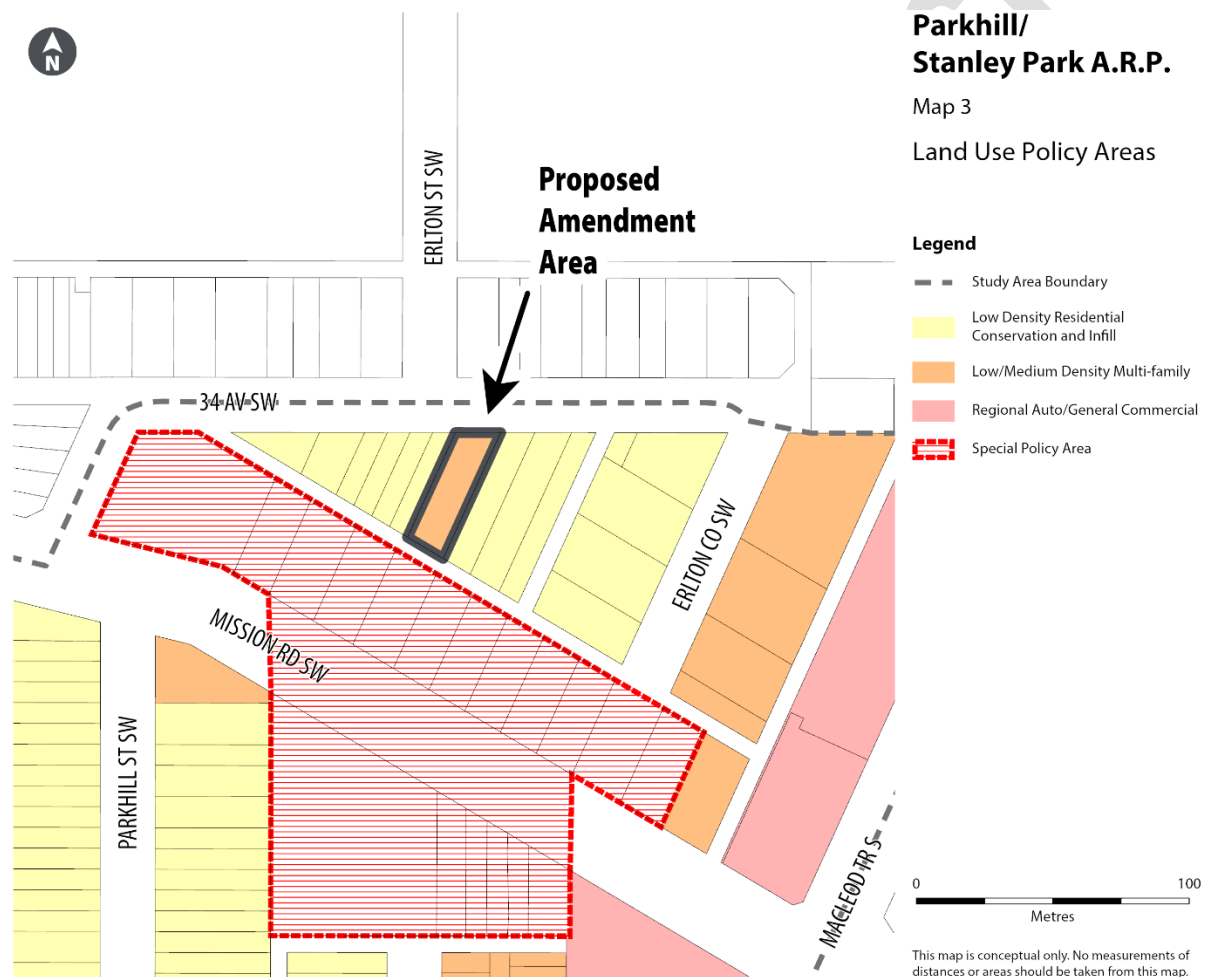 Parkhill/
Stanley Park A.R.P.
Map 3
Land Use Policy Areas
N
ERLTON ST SW
Proposed
Amendment
Area
Legend
Study Area Boundary
Low Density Residential
Conservation and Infill
Low/Medium Density Multi-family
Regional Auto/General Commercial
Special Policy Area
34 AV SW
ERLTON CO SW
MISSION RD SW
PARKHILL ST SW
MACLEOD TR S
0 100
Metres
This map is conceptual only. No measurements of
distances or areas should be taken from this map.